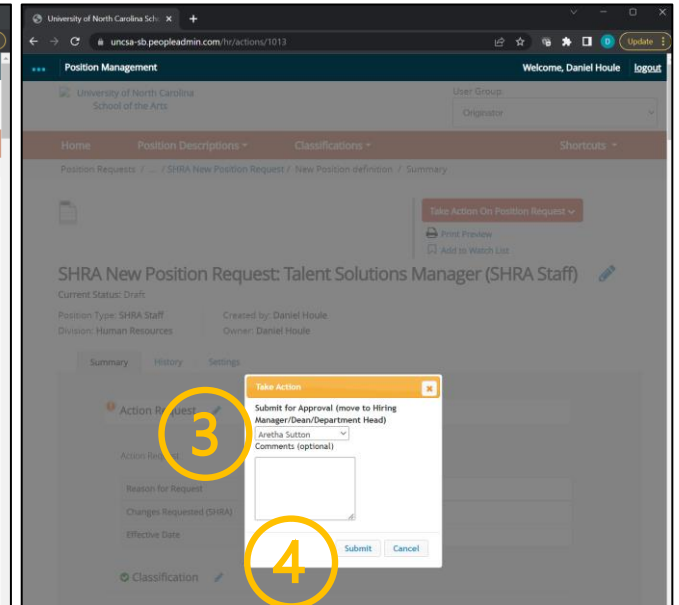 University of North Carolina Sch
uncsa-sb.peopleadmin.com/hr/actions/1013
Update
Position Management
Welcome, Daniel Houle logout
University of North Carolina
School of the Arts
User Group:
Originator
Home Position Descriptions Classifications Shortcuts
Position Requests / ... / SHRA New Position Request / New Position definition / Summary
Take Action On Position Request
Print Preview
Add to Watch List
SHRA New Position Request: Talent Solutions Manager (SHRA Staff)
Current Status: Draft
Position Type: SHRA Staff
Division: Human Resources
Created by: Daniel Houle
Owner: Daniel Houle
Summary History Settings
Take Action
Submit for Approval (move to Hiring
Manager/Dean/Department Head)
Aretha Sutton
Comments (optional)
Submit Cancel
3
4
Action Request
Action Request
Reason for Request
Changes Requested (SHRA)
Effective Date
Classification